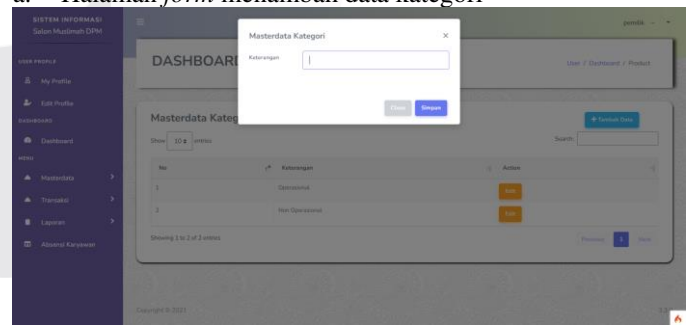 a. Halaman form menambah data kategori
SISTEM INFORMASI
Salon Muslimah DPM
pemilik
Masterdata Kategori ×
Keterangan
Close Simpan
DASHBOAR
User / Dashboard / Product
USER PROFILE
My Profile
Edit Profile
DASHBOARD
Dashboard
MENU
Masterdata
Transaksi
Laporan
Absensi Karyawan
Masterdata Kateg
+ Tambah Data
Show 10 entries
Search:
No Keterangan Action
1 Operasional Edit
2 Non Operasional Edit
Showing 1 to 2 of 2 entries
Previous 1 Next
Copyright © 2021